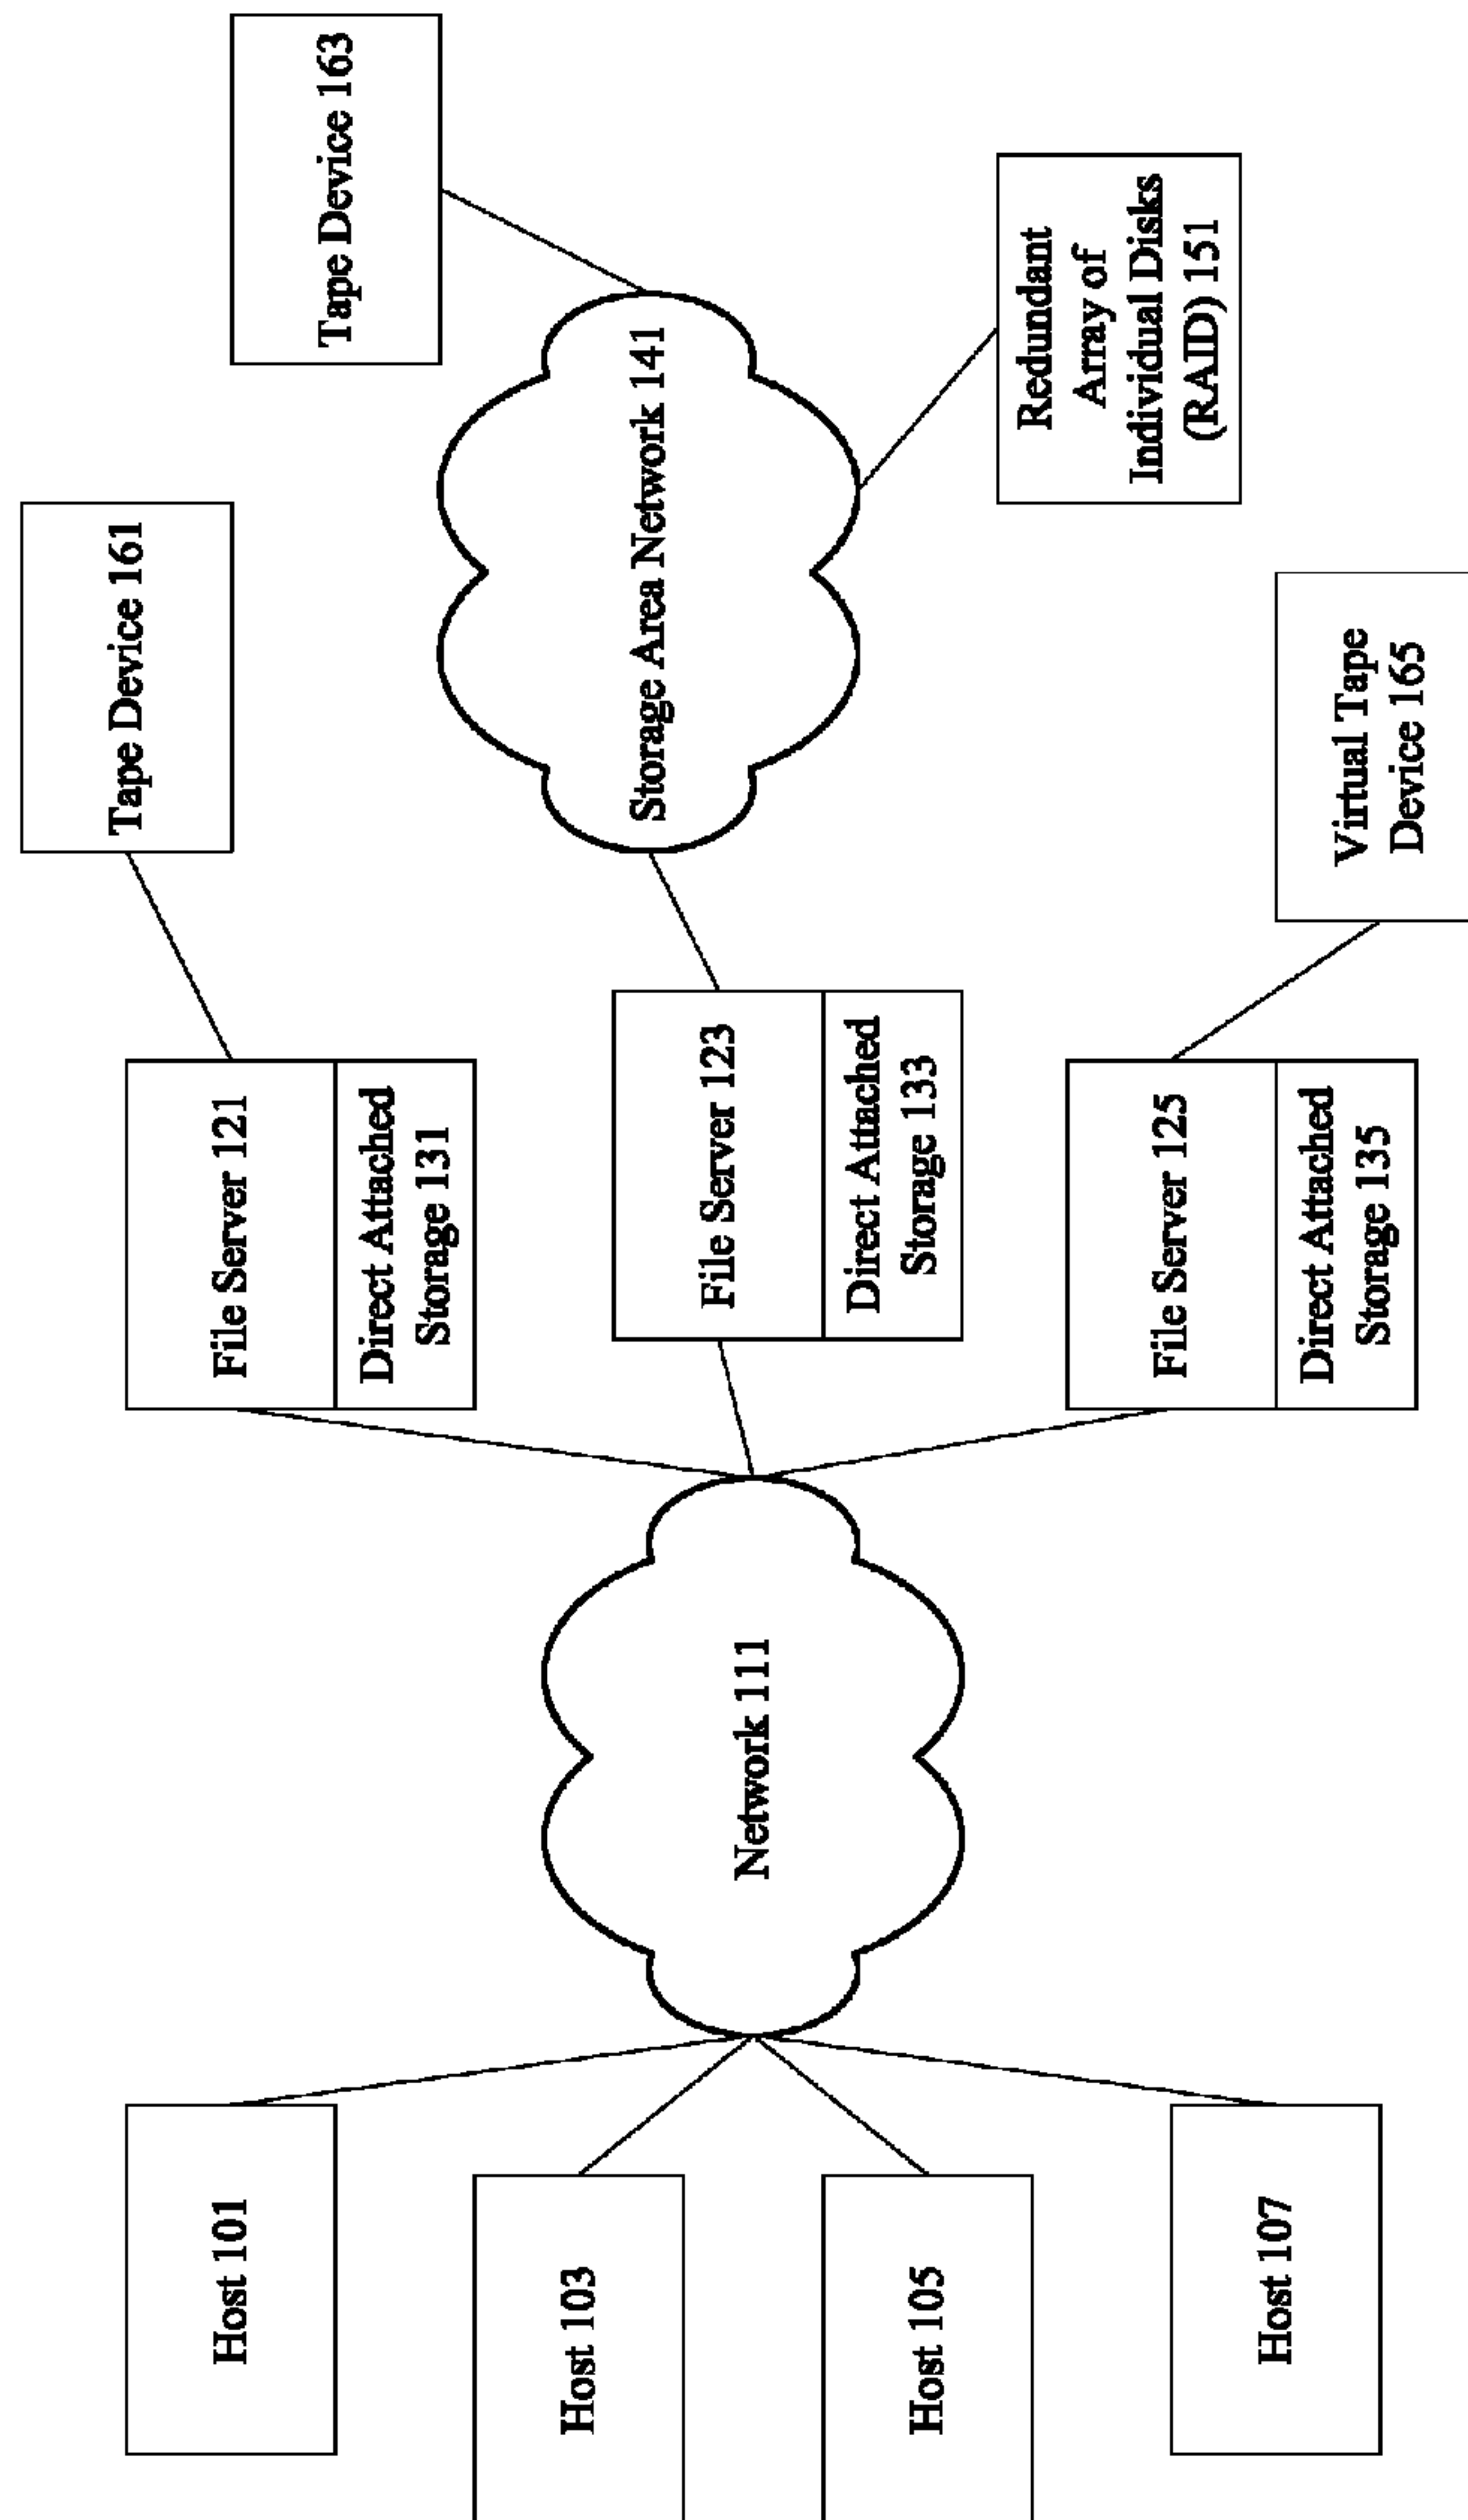 Host 101
Host 103
Host 105
Host 107
Network 111
File Server 121
Direct Attached
Storage 131
File Server 123
Direct Attached
Storage 133
File Server 125
Direct Attached
Storage 135
Tape Device 161
Storage Area Network 141
Virtual Tape
Device 165
Tape Device 163
Redundant
Array of
Individual Disks
(RAID) 151